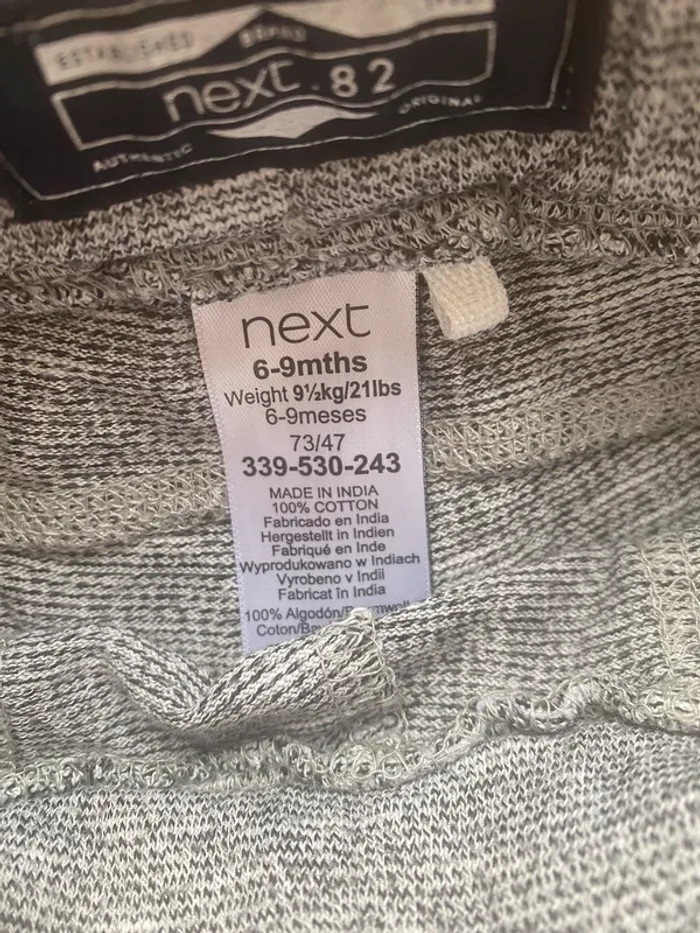 ESTABLISHED
next.82
AUTHENTIC ORIGINAL
next
6-9mths
Weight 9½kg/21lbs
6-9meses
73/47
339-530-243
MADE IN INDIA
100% COTTON
Fabricado en India
Hergestellt in Indien
Fabriqué en Inde
Wyprodukowano w Indiach
Vyrobeno v Indii
Fabricat în India
100% Algodón/
Coton/